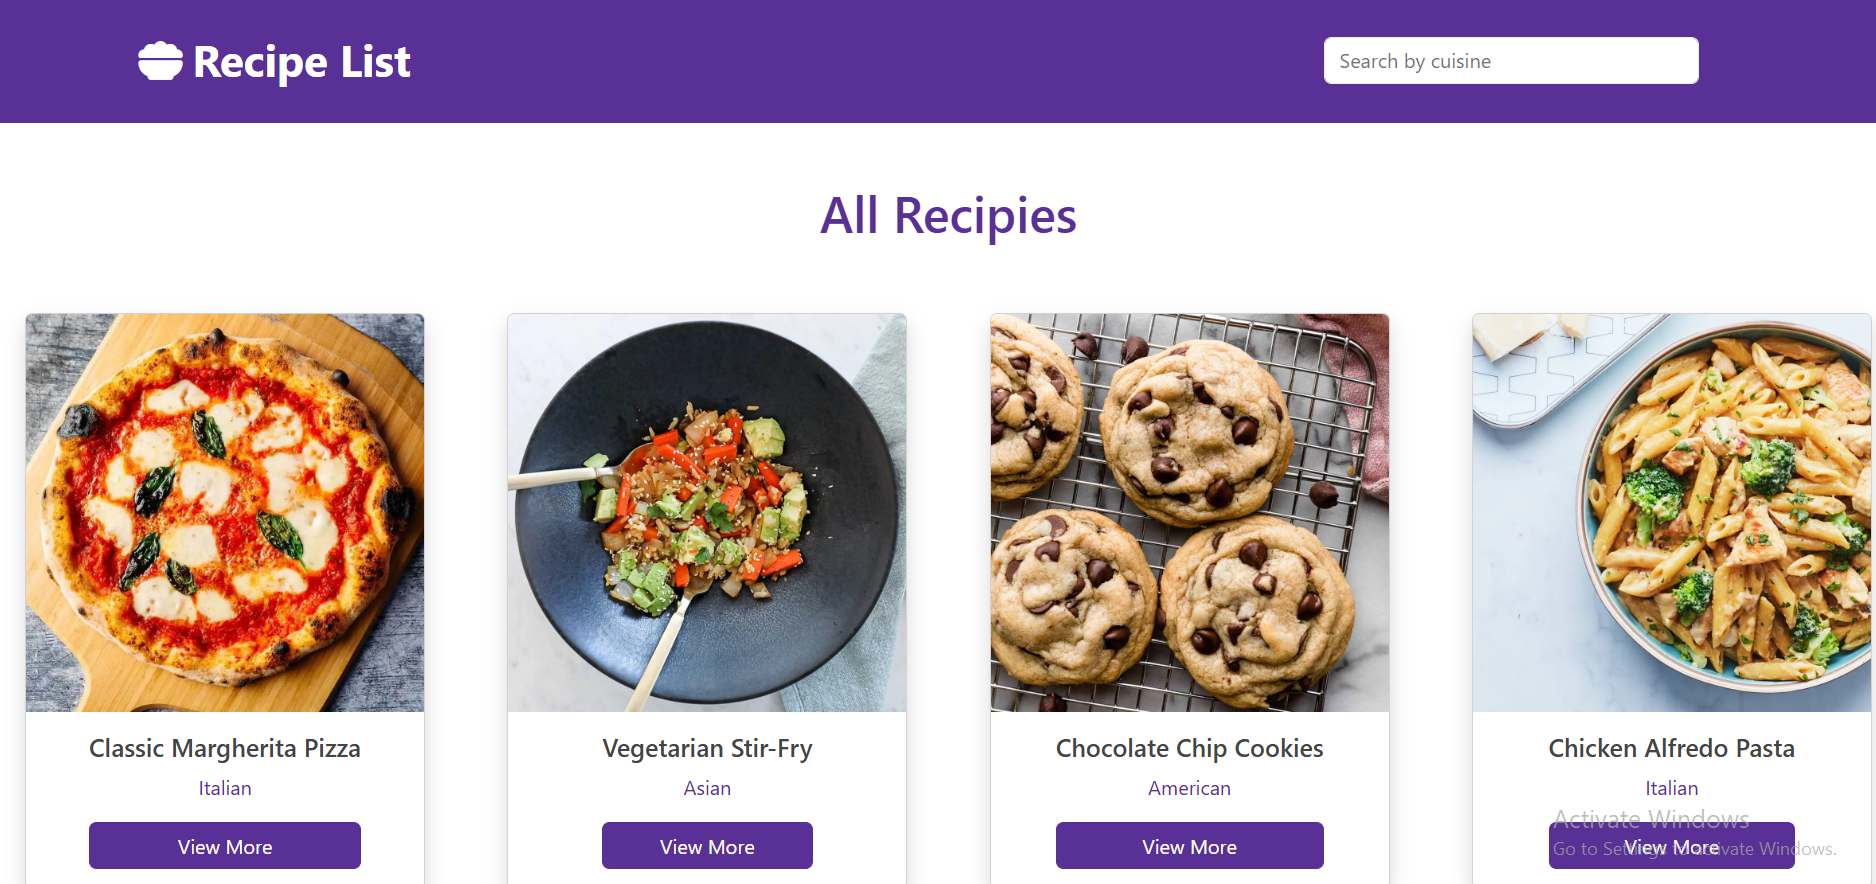 Recipe List
Search by cuisine
All Recipies
Classic Margherita Pizza
Italian
View More
Vegetarian Stir-Fry
Asian
View More
Chocolate Chip Cookies
American
View More
Chicken Alfredo Pasta
Italian
View More
Activate Windows
Go to Settings to activate Windows.